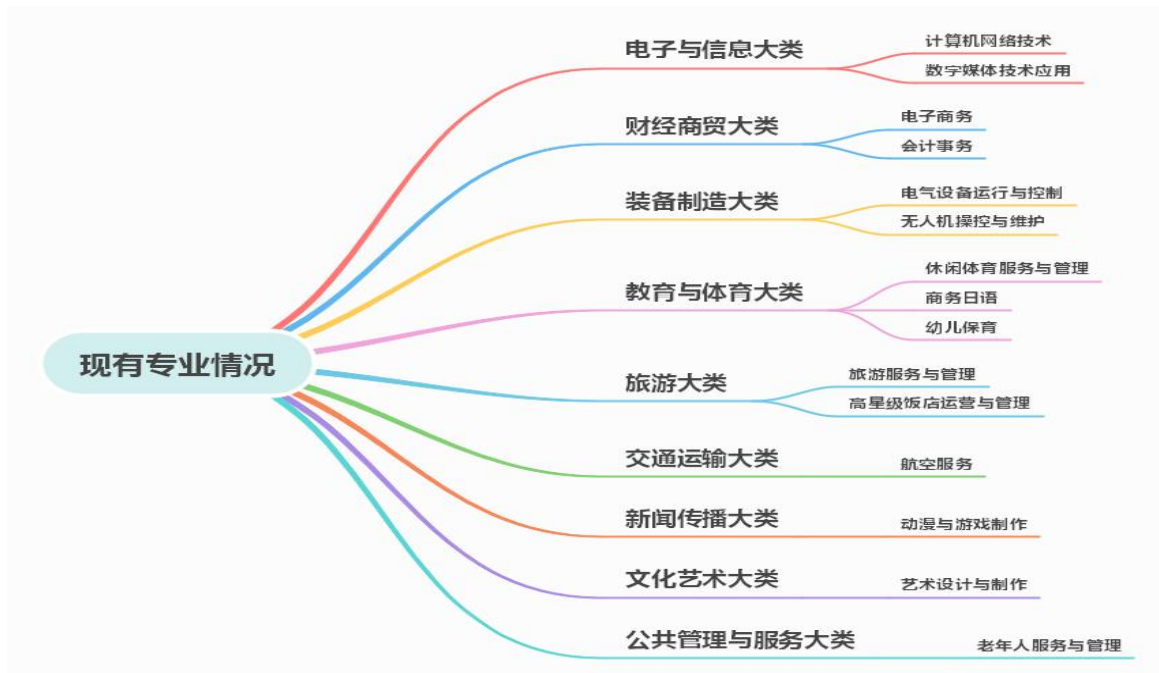 现有专业情况
电子与信息大类
计算机网络技术
数字媒体技术应用
财经商贸大类
电子商务
会计事务
装备制造大类
电气设备运行与控制
无人机操控与维护
教育与体育大类
休闲体育服务与管理
商务日语
幼儿保育
旅游大类
旅游服务与管理
高星级饭店运营与管理
交通运输大类
航空服务
新闻传播大类
动漫与游戏制作
文化艺术大类
艺术设计与制作
公共管理与服务大类
老年人服务与管理